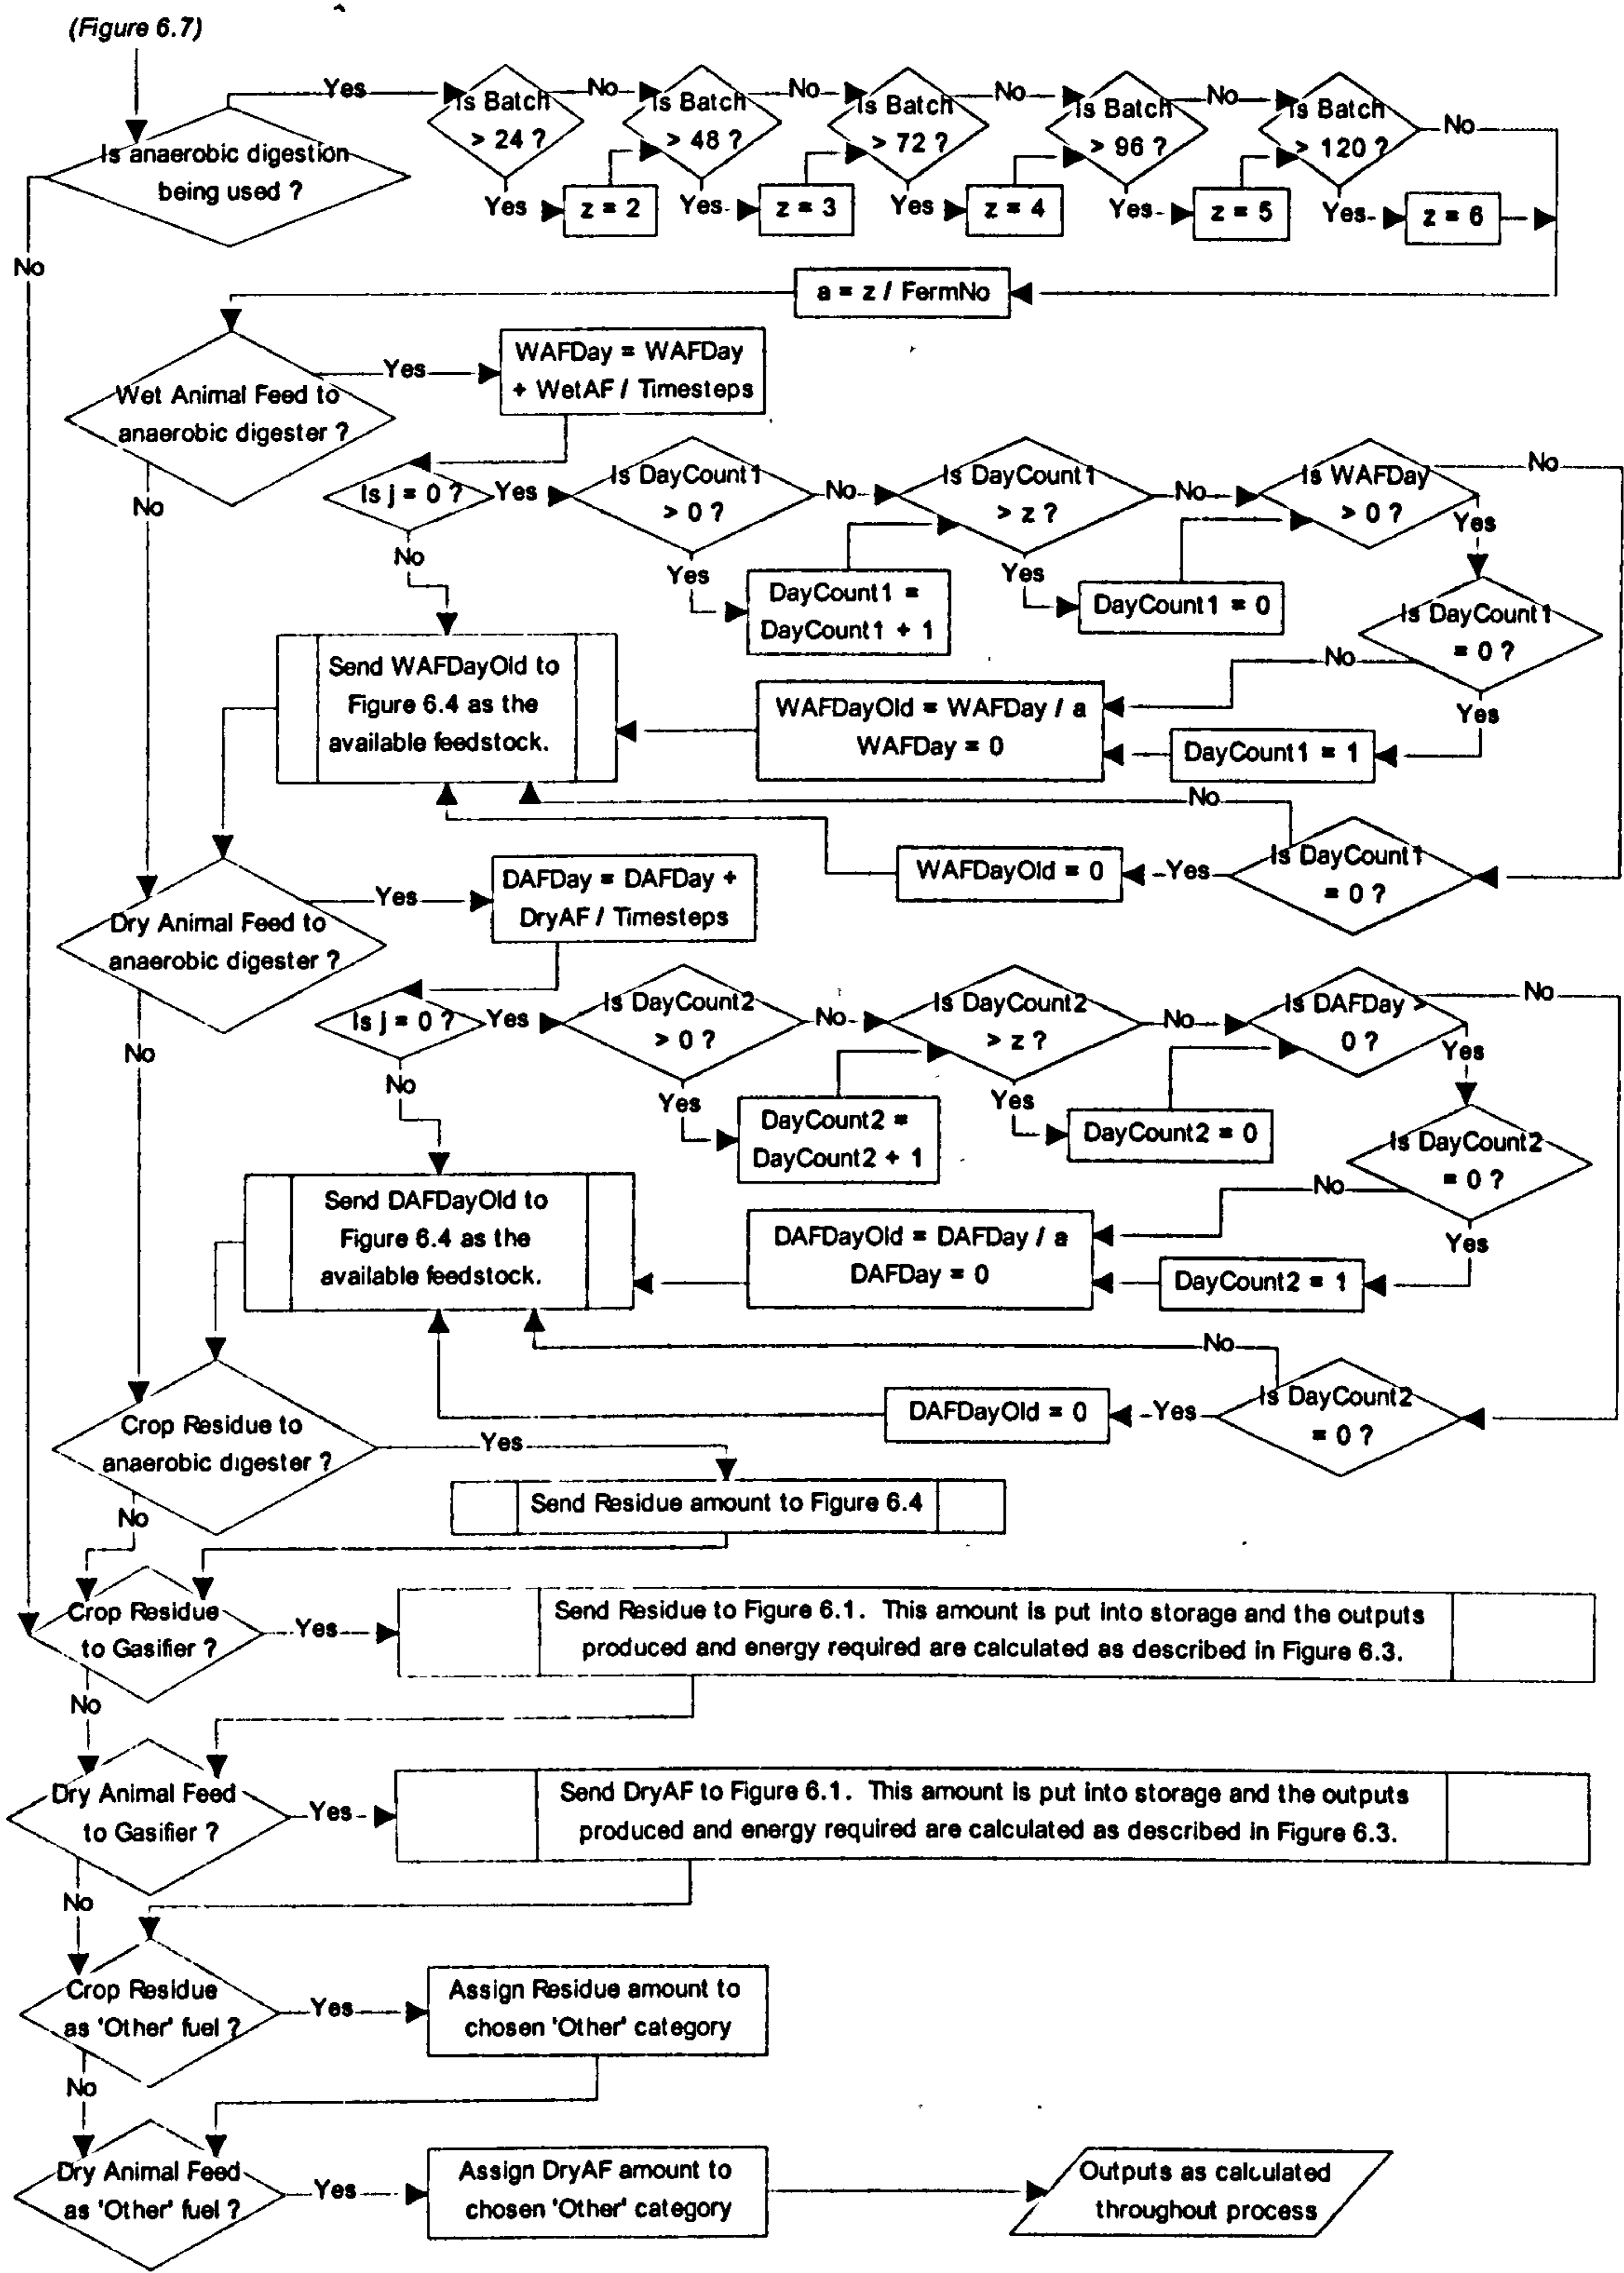 (Figure 6.7)
Is anaerobic digestion
being used ?
Yes
No
Is Batch
> 24 ?
No
Yes
z = 2
Is Batch
> 48 ?
No
Yes
z = 3
Is Batch
> 72 ?
No
Yes
z = 4
Is Batch
> 96 ?
No
Yes
z = 5
Is Batch
> 120 ?
No
Yes
z = 6
a = z / FermNo
Wet Animal Feed to
anaerobic digester ?
Yes
No
WAFDay = WAFDay
+ WetAF / Timesteps
Is j = 0 ?
Yes
No
Is DayCount1
> 0 ?
No
Yes
DayCount1 =
DayCount1 + 1
Is DayCount1
> z ?
No
Yes
DayCount1 = 0
Is WAFDay
> 0 ?
No
Yes
Is DayCount1
= 0 ?
No
Yes
DayCount1 = 1
WAFDayOld = WAFDay / a
WAFDay = 0
Send WAFDayOld to
Figure 6.4 as the
available feedstock.
No
Is DayCount1
= 0 ?
Yes
WAFDayOld = 0
Dry Animal Feed to
anaerobic digester ?
Yes
No
DAFDay = DAFDay +
DryAF / Timesteps
Is j = 0 ?
Yes
No
Is DayCount2
> 0 ?
No
Yes
DayCount2 =
DayCount2 + 1
Is DayCount2
> z ?
No
Yes
DayCount2 = 0
Is DAFDay >
0 ?
No
Yes
Is DayCount2
= 0 ?
No
Yes
DayCount2 = 1
DAFDayOld = DAFDay / a
DAFDay = 0
Send DAFDayOld to
Figure 6.4 as the
available feedstock.
No
Is DayCount2
= 0 ?
Yes
DAFDayOld = 0
Crop Residue to
anaerobic digester ?
Yes
No
Send Residue amount to Figure 6.4
Crop Residue
to Gasifier ?
Yes
No
Send Residue to Figure 6.1. This amount is put into storage and the outputs
produced and energy required are calculated as described in Figure 6.3.
Dry Animal Feed
to Gasifier ?
Yes
No
Send DryAF to Figure 6.1. This amount is put into storage and the outputs
produced and energy required are calculated as described in Figure 6.3.
Crop Residue
as 'Other' fuel ?
Yes
No
Assign Residue amount to
chosen 'Other' category
Dry Animal Feed
as 'Other' fuel ?
Yes
Assign DryAF amount to
chosen 'Other' category
Outputs as calculated
throughout process